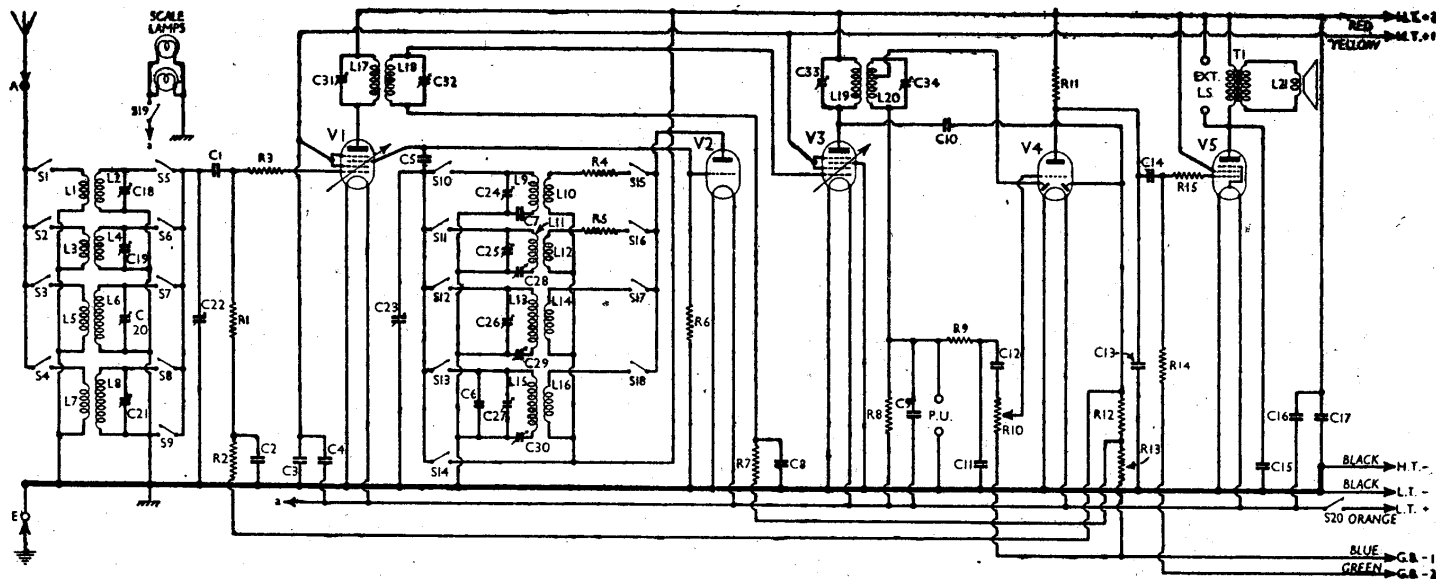 SCALE
LAMPS
S19
a
A
E
S1
S2
S3
S4
L1
L2
L3
L4
L5
L6
L7
L8
C18
C19
C
20
C21
S5
S6
S7
S8
S9
C1
R3
C22
R1
R2
C2
C3
C4
C31
L17
L18
C32
V1
C5
C23
S10
S11
S12
S13
S14
C24
C25
C26
C6
C27
L9
C7
L10
L11
L12
C28
L13
L14
C29
L15
L16
C30
R4
R5
S15
S16
S17
S18
V2
R6
R7
C8
a
C33
L19
L20
C34
V3
C10
R8
C9
P.U.
R9
C11
C12
R10
R11
V4
C13
R12
R13
C14
R15
R14
V5
EXT.
L.S.
T1
L21
C15
C16
C17
RED
YELLOW
BLACK H.T.-
BLACK L.T. -
S20 ORANGE L.T. +
BLUE G.B.-1
GREEN G.B.-2